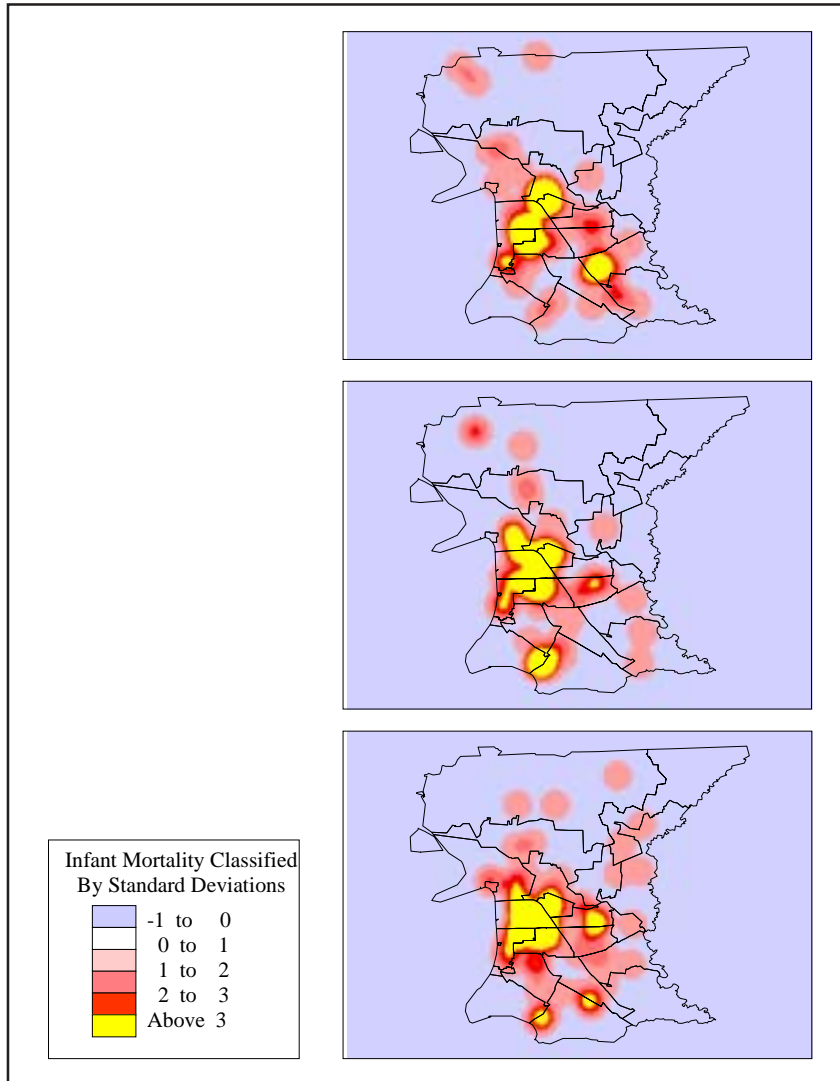 Infant Mortality Classified
By Standard Deviations
-1 to 0
0 to 1
1 to 2
2 to 3
Above 3